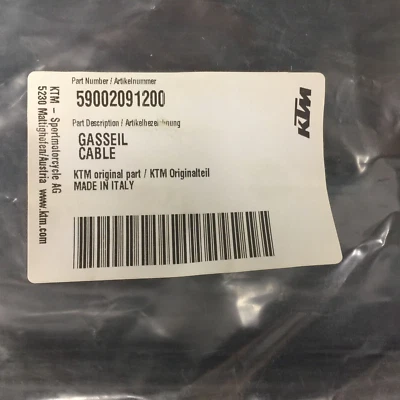 Part Number / Artikelnummer
59002091200
Part Description / Artikelbezeichnung
GASSEIL
CABLE
KTM original part / KTM Originalteil
MADE IN ITALY
KTM - Sportmotorcycle AG
5230 Mattighofen/Austria
www.ktm.com
KTM